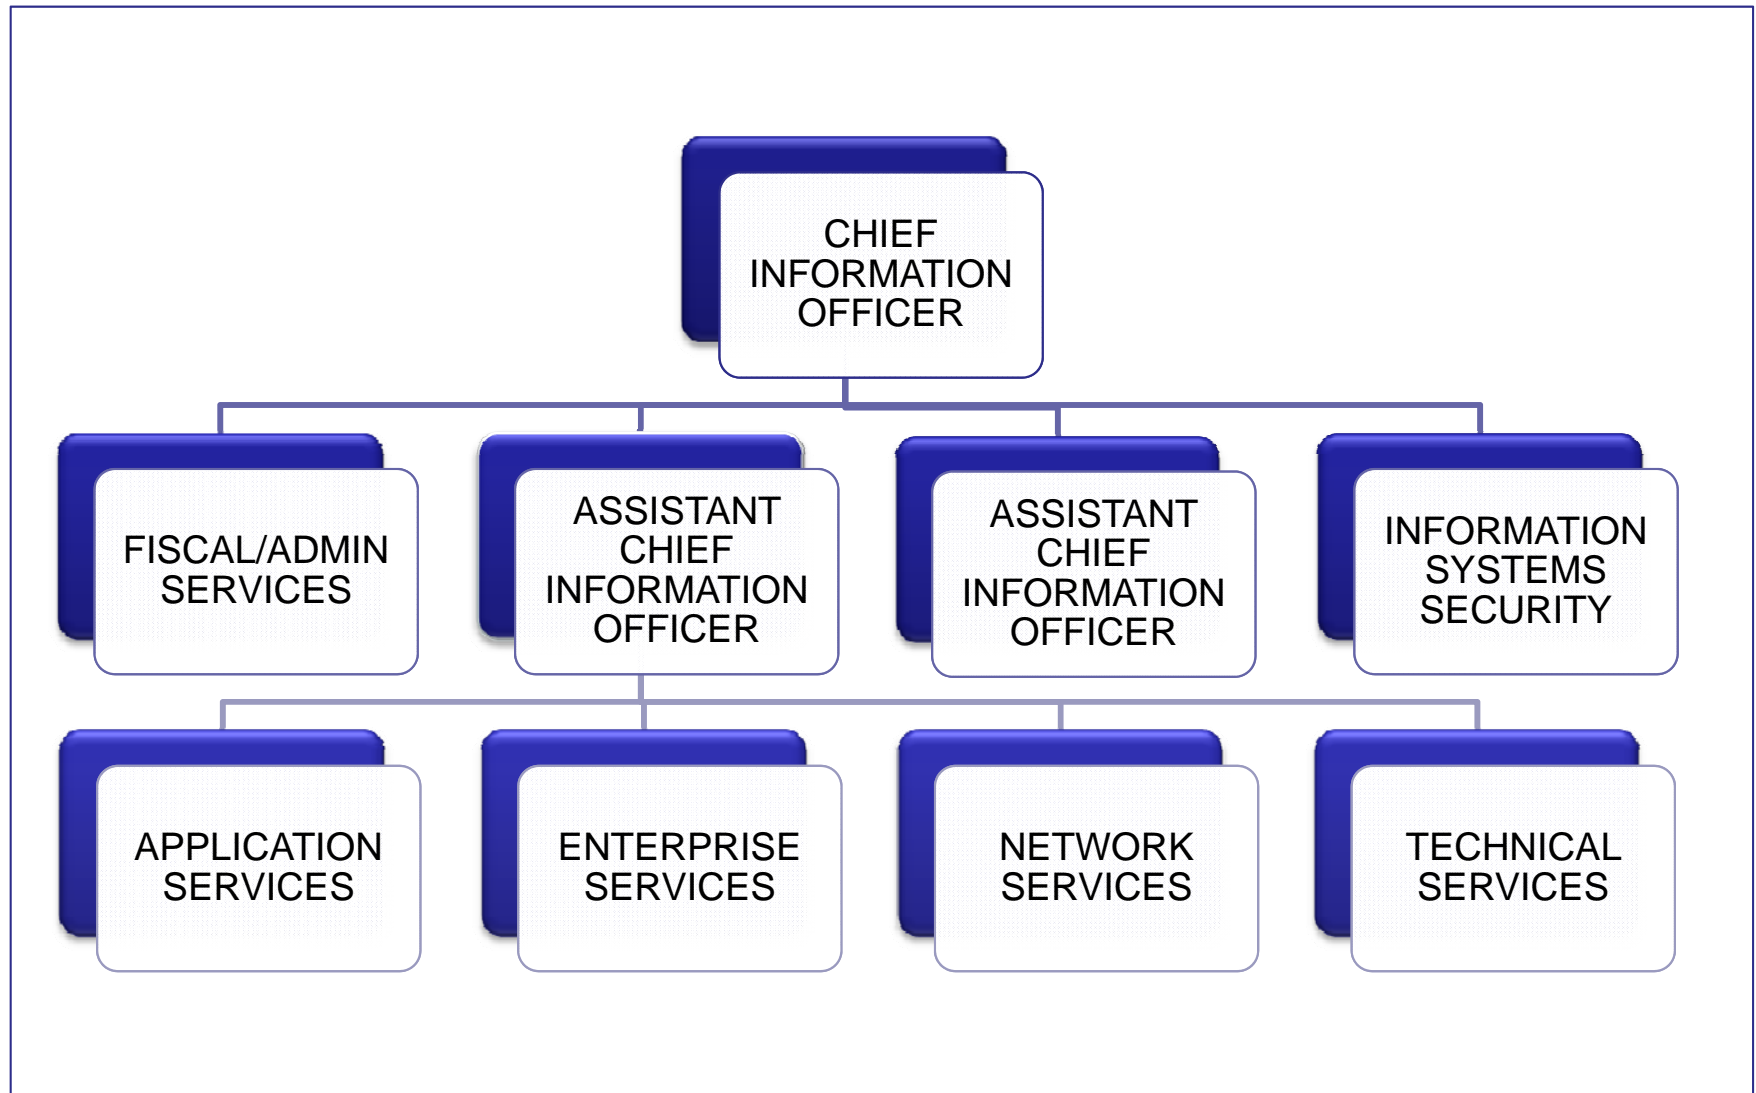 CHIEF
INFORMATION
OFFICER
FISCAL/ADMIN
SERVICES
ASSISTANT
CHIEF
INFORMATION
OFFICER
ASSISTANT
CHIEF
INFORMATION
OFFICER
INFORMATION
SYSTEMS
SECURITY
APPLICATION
SERVICES
ENTERPRISE
SERVICES
NETWORK
SERVICES
TECHNICAL
SERVICES